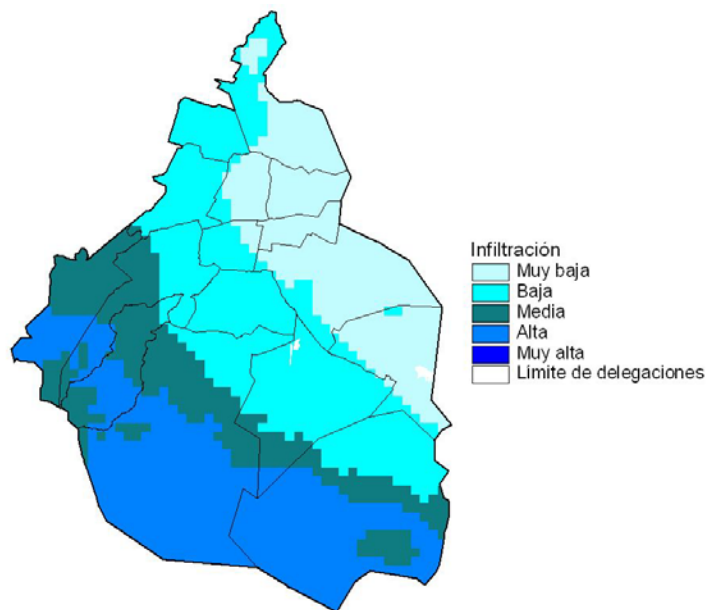 Infiltración
Muy baja
Baja
Media
Alta
Muy alta
Limite de delegaciones